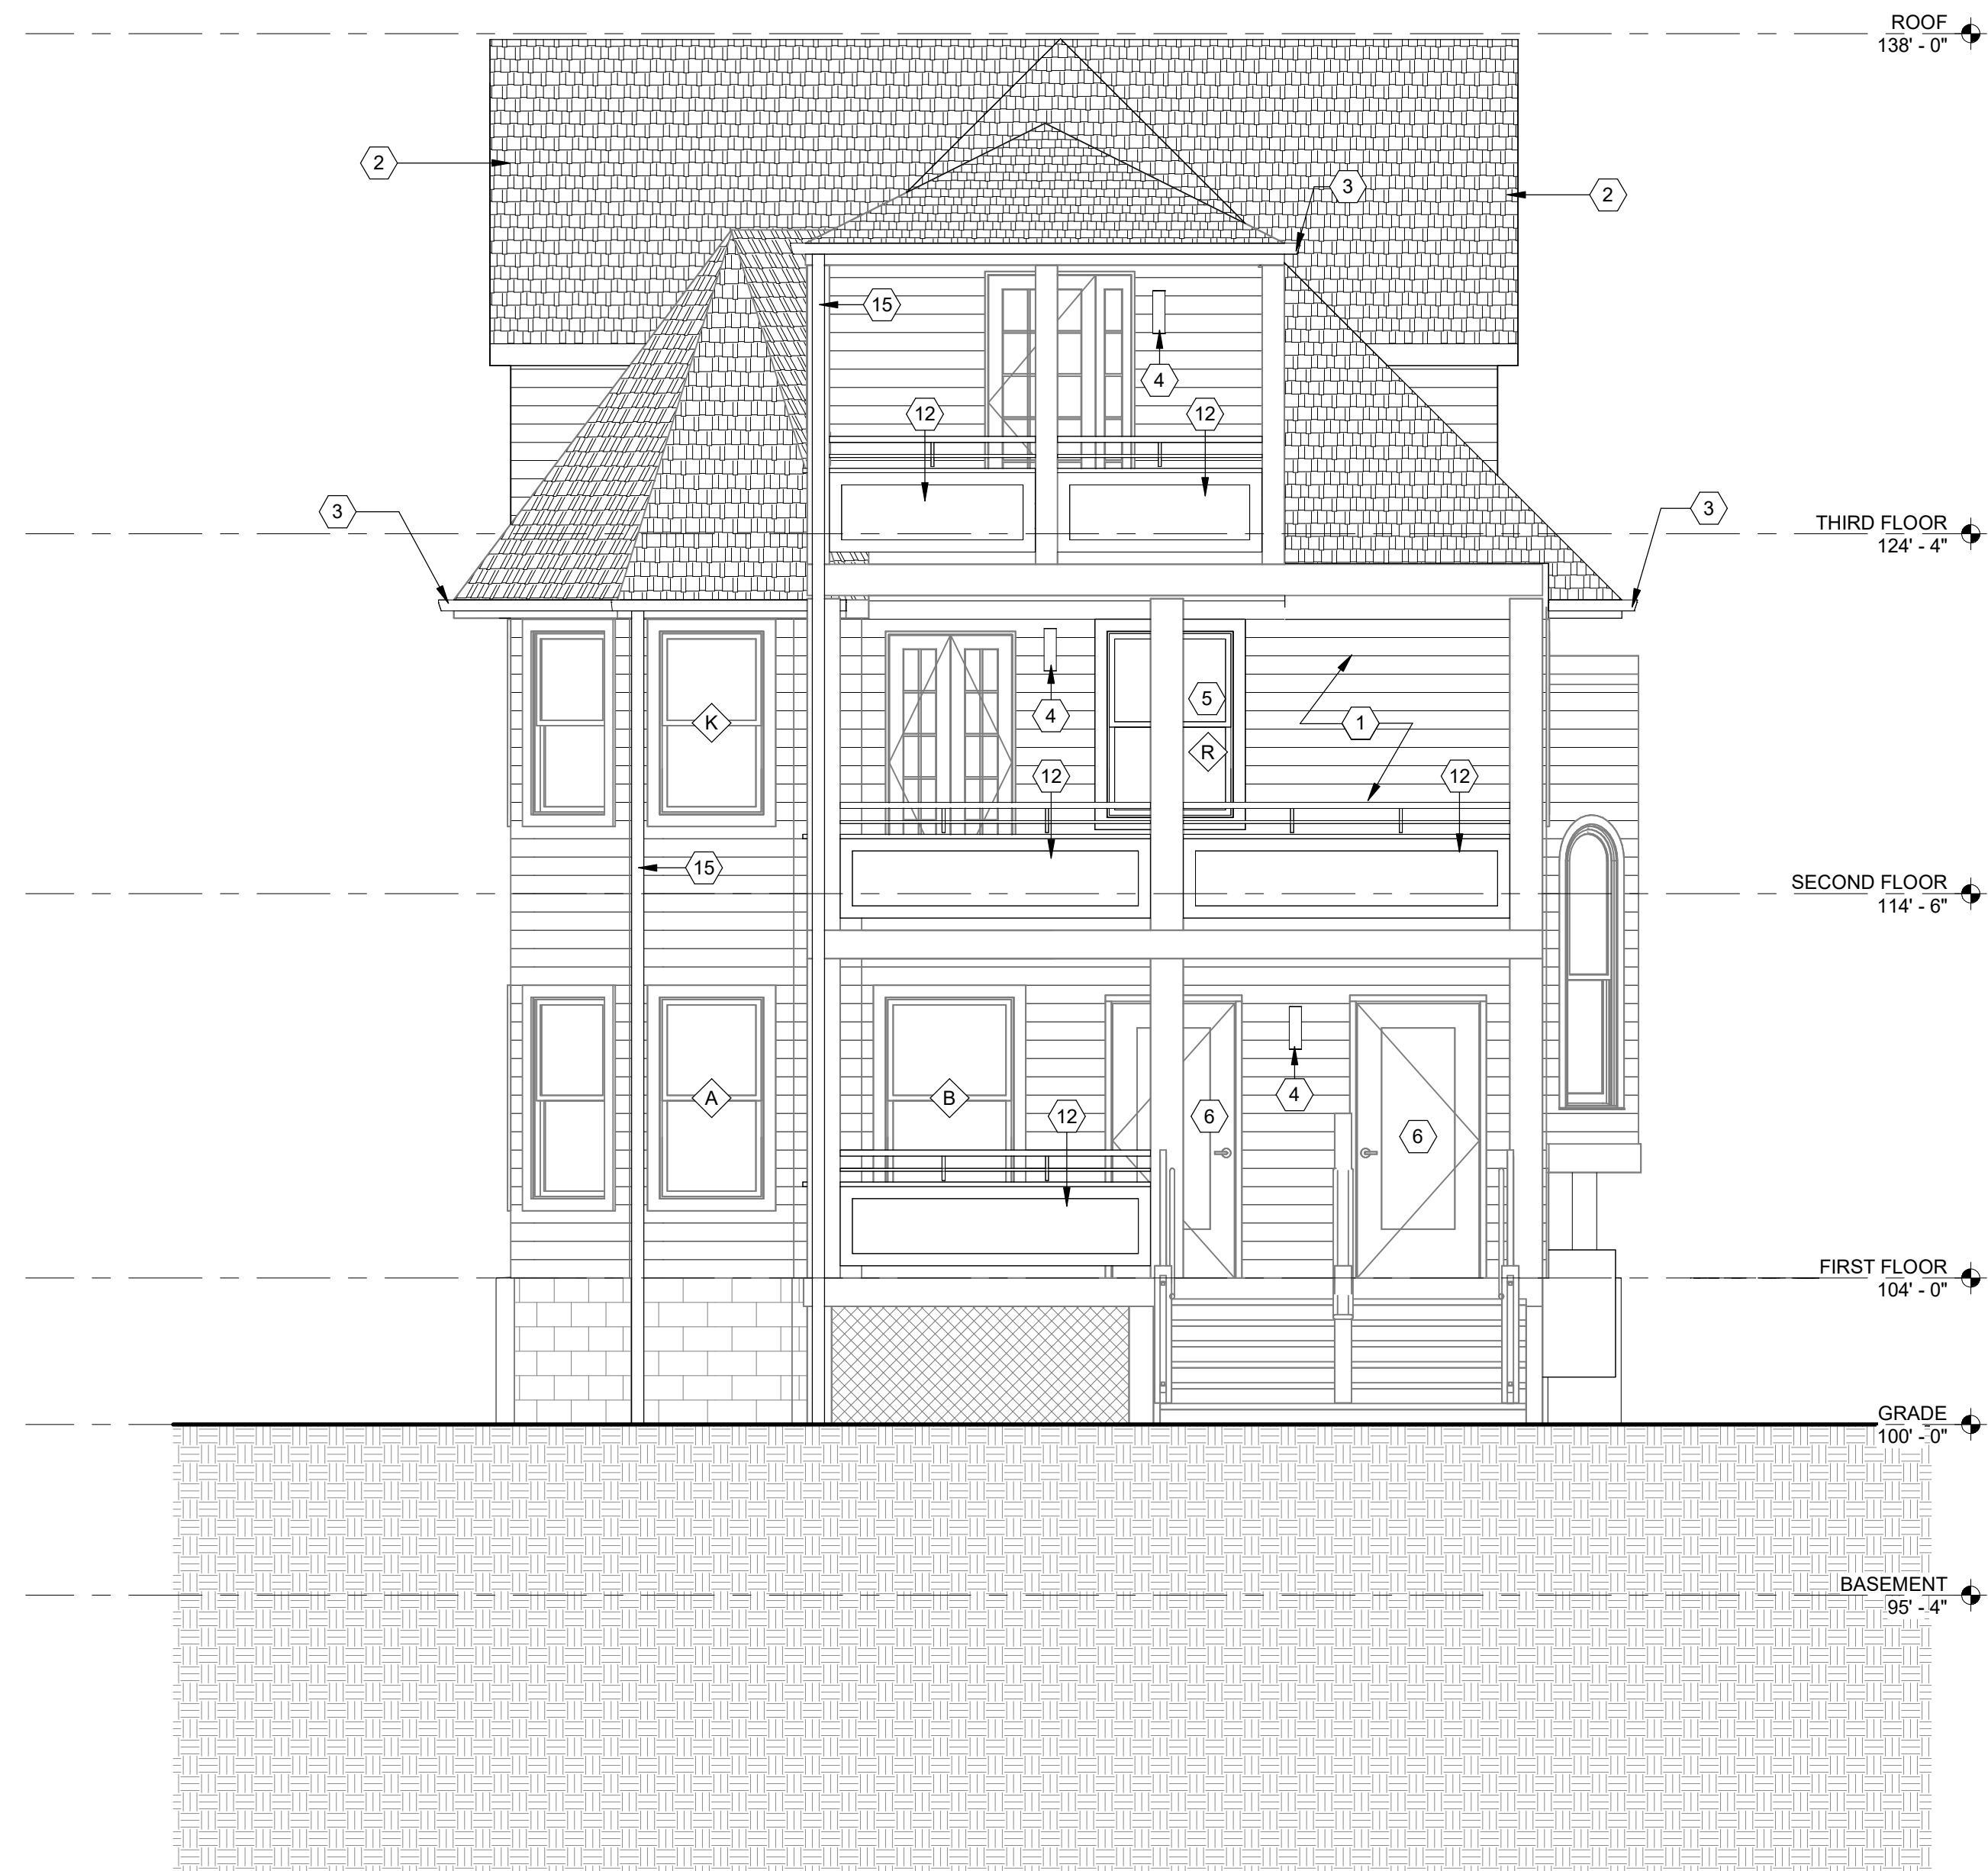 ROOF
138' - 0"
2
3
2
15
4
12
12
3
3
THIRD FLOOR
124' - 4"
5
4
K
1
R
12
12
15
SECOND FLOOR
114' - 6"
4
A
B
12
6
6
FIRST FLOOR
104' - 0"
GRADE
100' - 0"
BASEMENT
95' - 4"